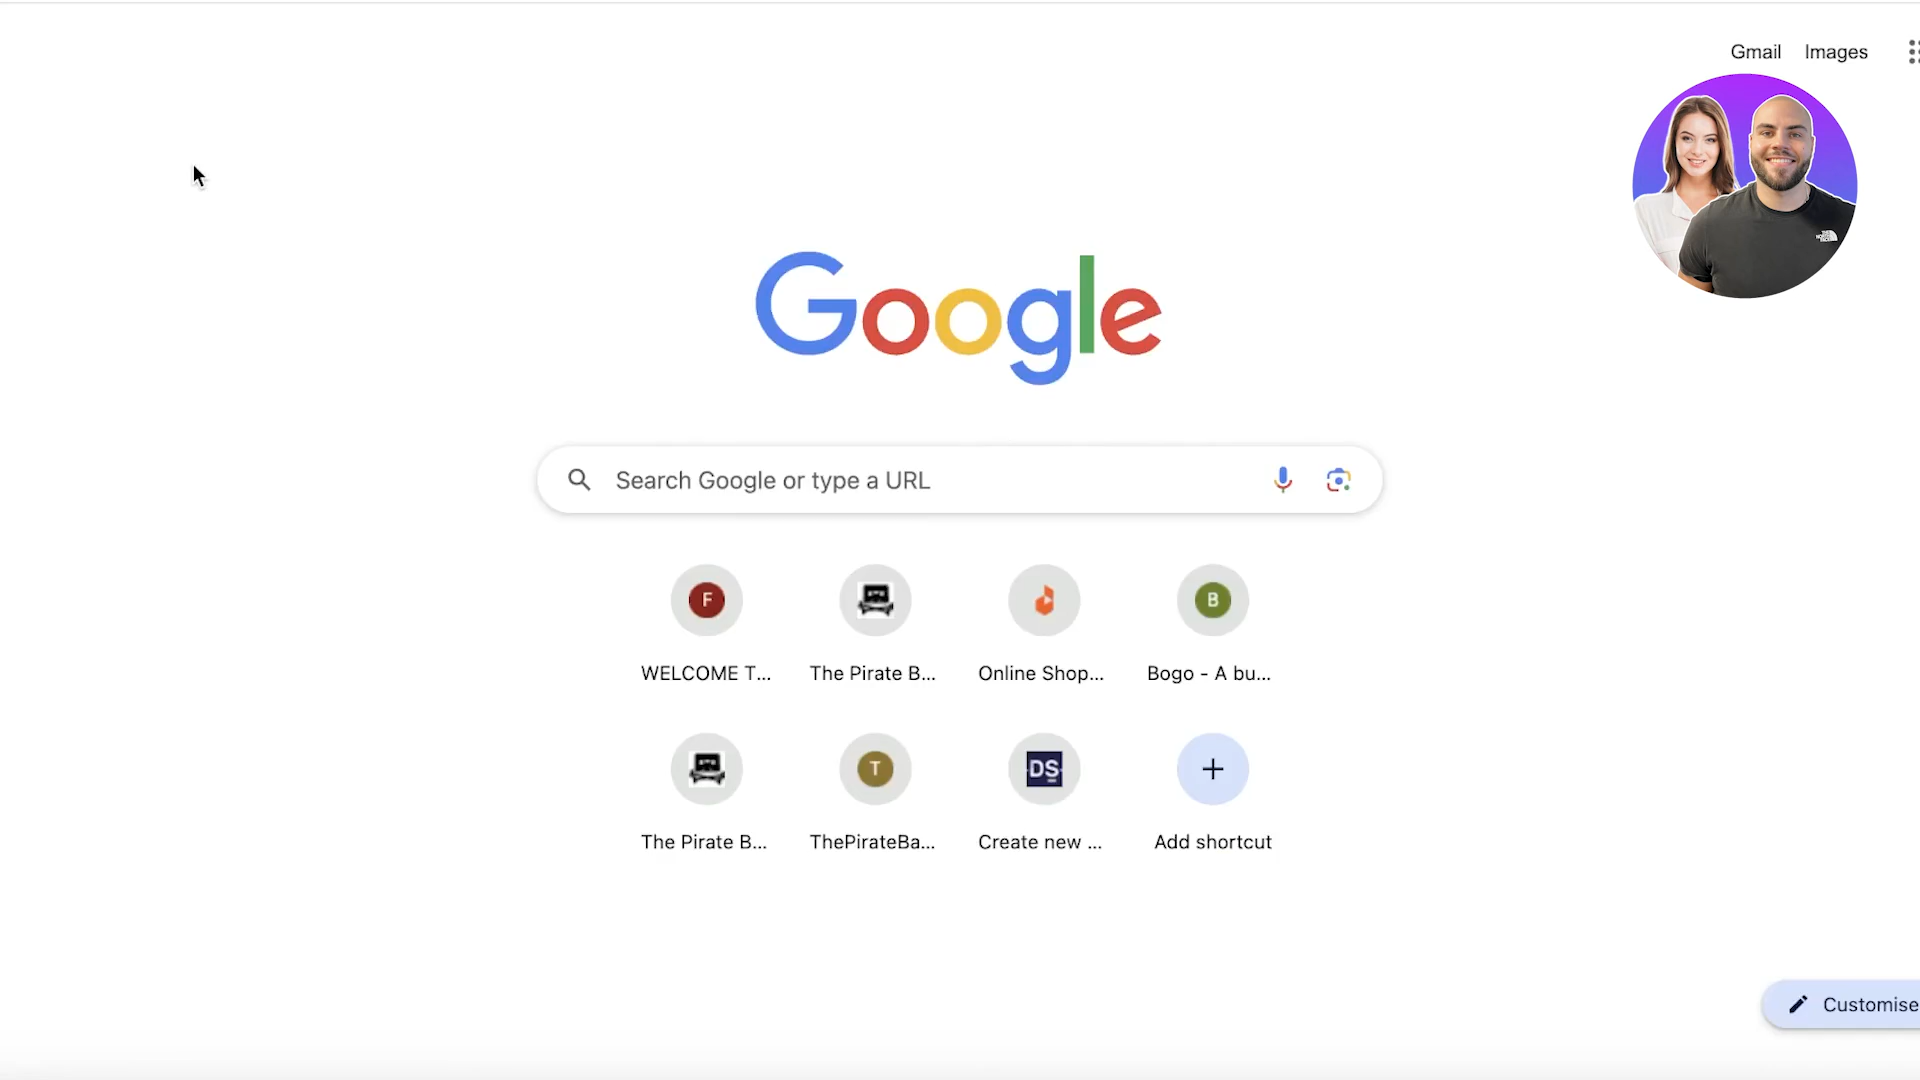 Gmail Images
Google
Search Google or type a URL
F
B
WELCOME T...
The Pirate B...
Online Shop...
Bogo - A bu...
T
DS
The Pirate B...
ThePirateBa...
Create new ...
Add shortcut
Customise